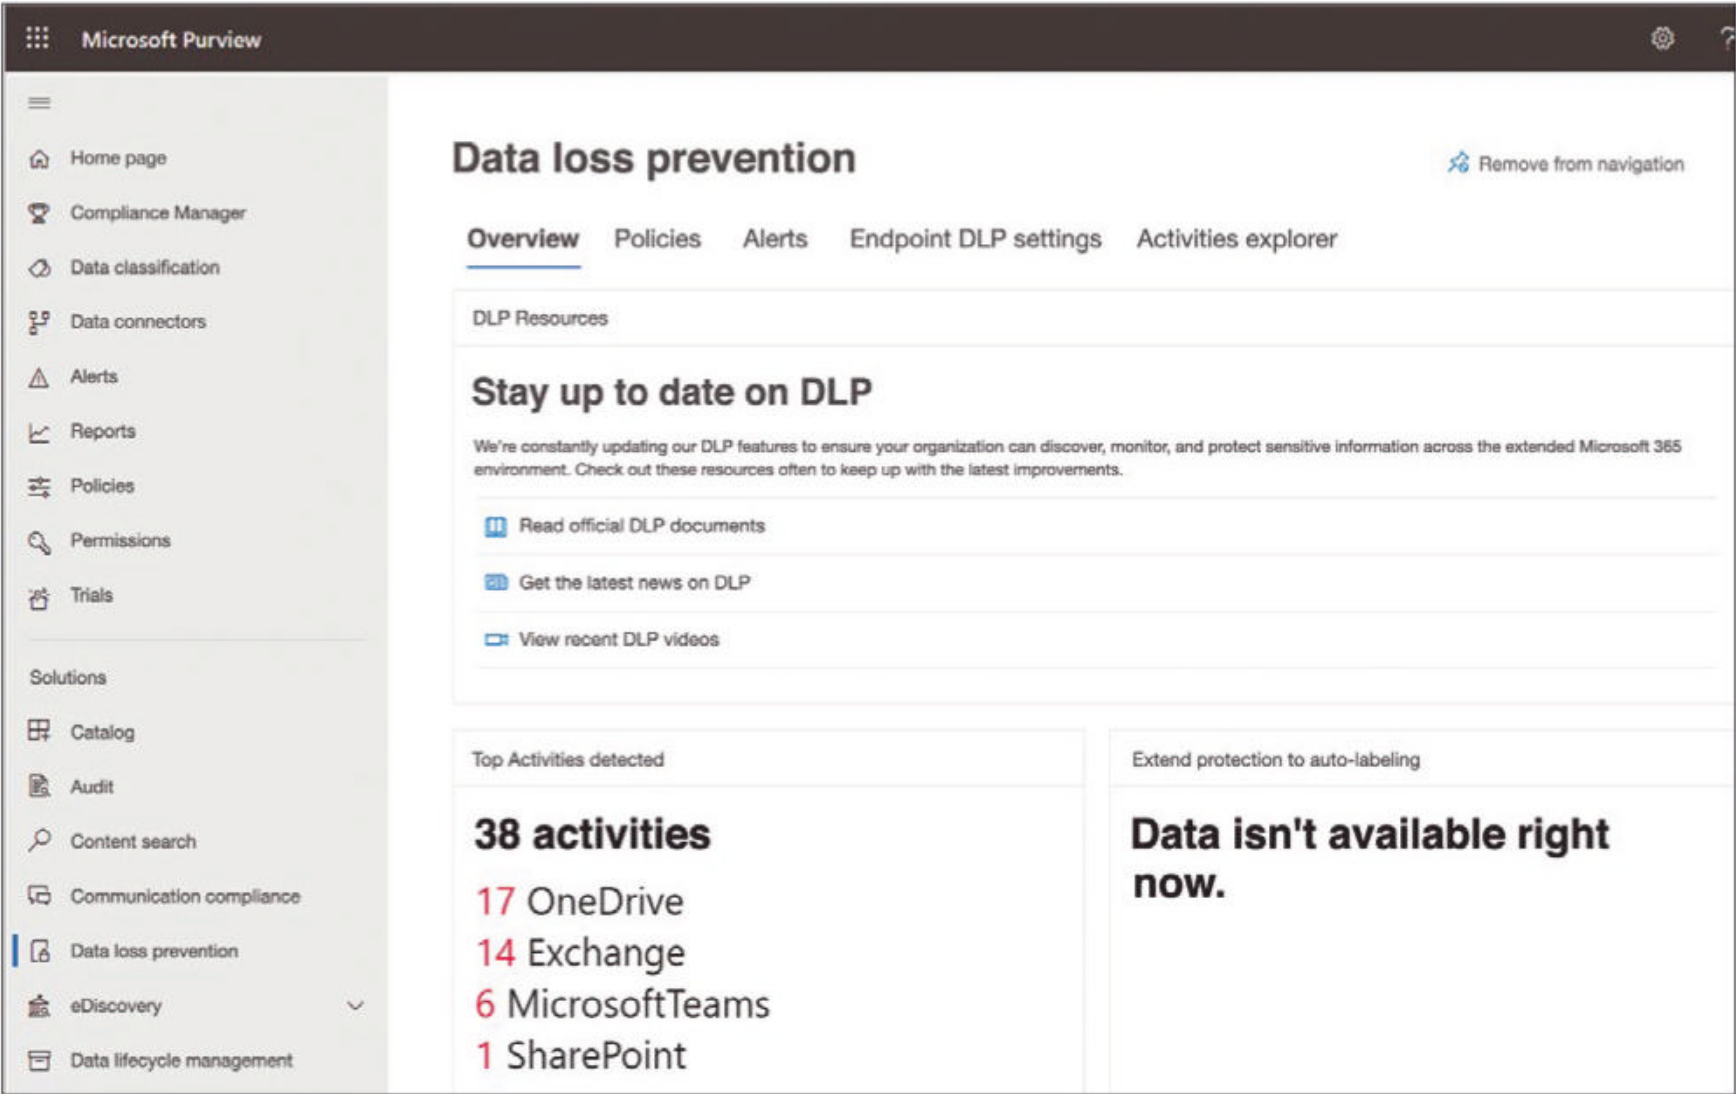 Microsoft Purview
Home page
Compliance Manager
Data classification
Data connectors
Alerts
Reports
Policies
Permissions
Trials
Solutions
Catalog
Audit
Content search
Communication compliance
Data loss prevention
eDiscovery
Data lifecycle management
Data loss prevention
Remove from navigation
Overview Policies Alerts Endpoint DLP settings Activities explorer
DLP Resources
Stay up to date on DLP
We're constantly updating our DLP features to ensure your organization can discover, monitor, and protect sensitive information across the extended Microsoft 365
environment. Check out these resources often to keep up with the latest improvements.
Read official DLP documents
Get the latest news on DLP
View recent DLP videos
Top Activities detected
38 activities
17 OneDrive
14 Exchange
6 MicrosoftTeams
1 SharePoint
Extend protection to auto-labeling
Data isn't available right
now.